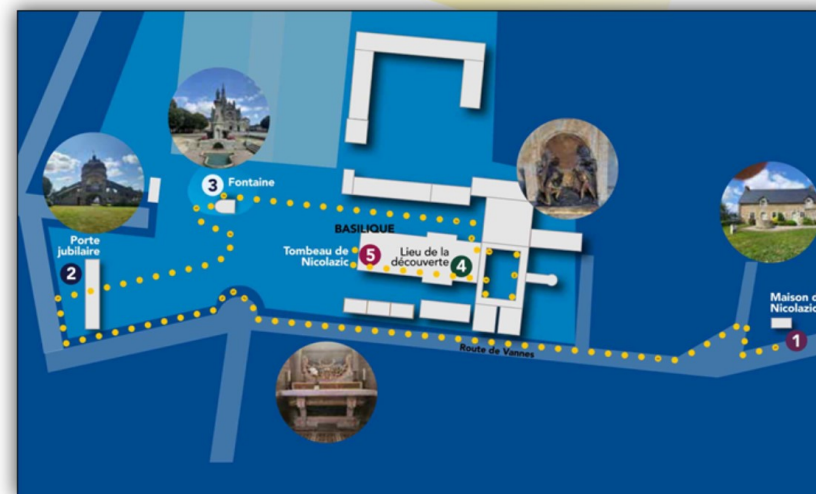 3 Fontaine
BASILIQUE
Porte
jubilaire
2
Tombeau de
Nicolazic
5
Lieu de la
découverte
4
Maison d
Nicolazic
1
Route de Vannes